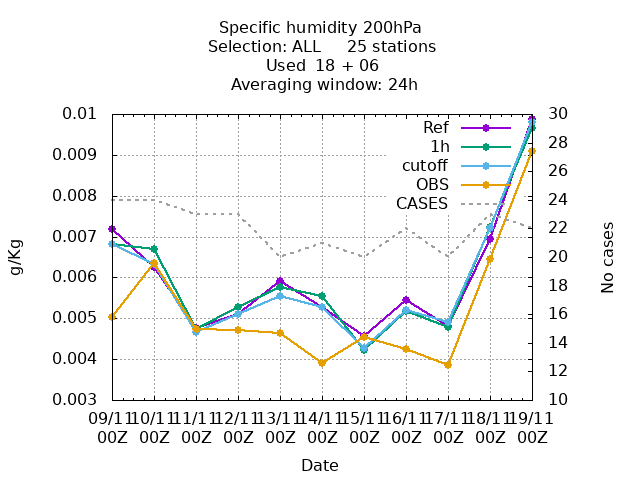 Specific humidity 200hPa
Selection: ALL     25 stations
Used  18 + 06
Averaging window: 24h
0.01
0.009
0.008
0.007
0.006
0.005
0.004
0.003
g/Kg
30
28
26
24
22
20
18
16
14
12
10
No cases
Ref
1h
cutoff
OBS
CASES
09/11 10/11 11/11 12/11 13/11 14/11 15/11 16/11 17/11 18/11 19/11
00Z 00Z 00Z 00Z 00Z 00Z 00Z 00Z 00Z 00Z 00Z
Date